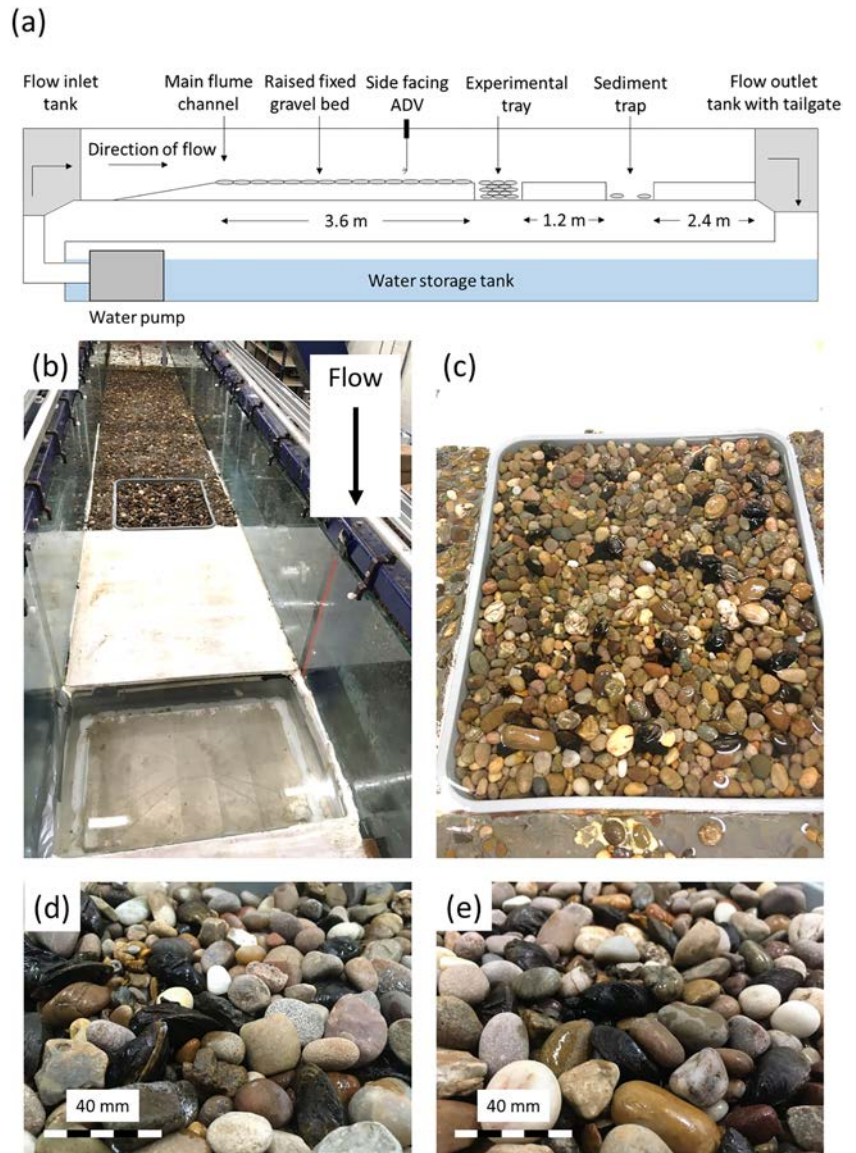 (a)
Flow inlet
tank
Main flume
channel
Raised fixed
gravel bed
Side facing
ADV
Experimental
tray
Sediment
trap
Flow outlet
tank with tailgate
Direction of flow
3.6 m
1.2 m
2.4 m
Water storage tank
Water pump
(b)
Flow
(c)
(d)
40 mm
(e)
40 mm